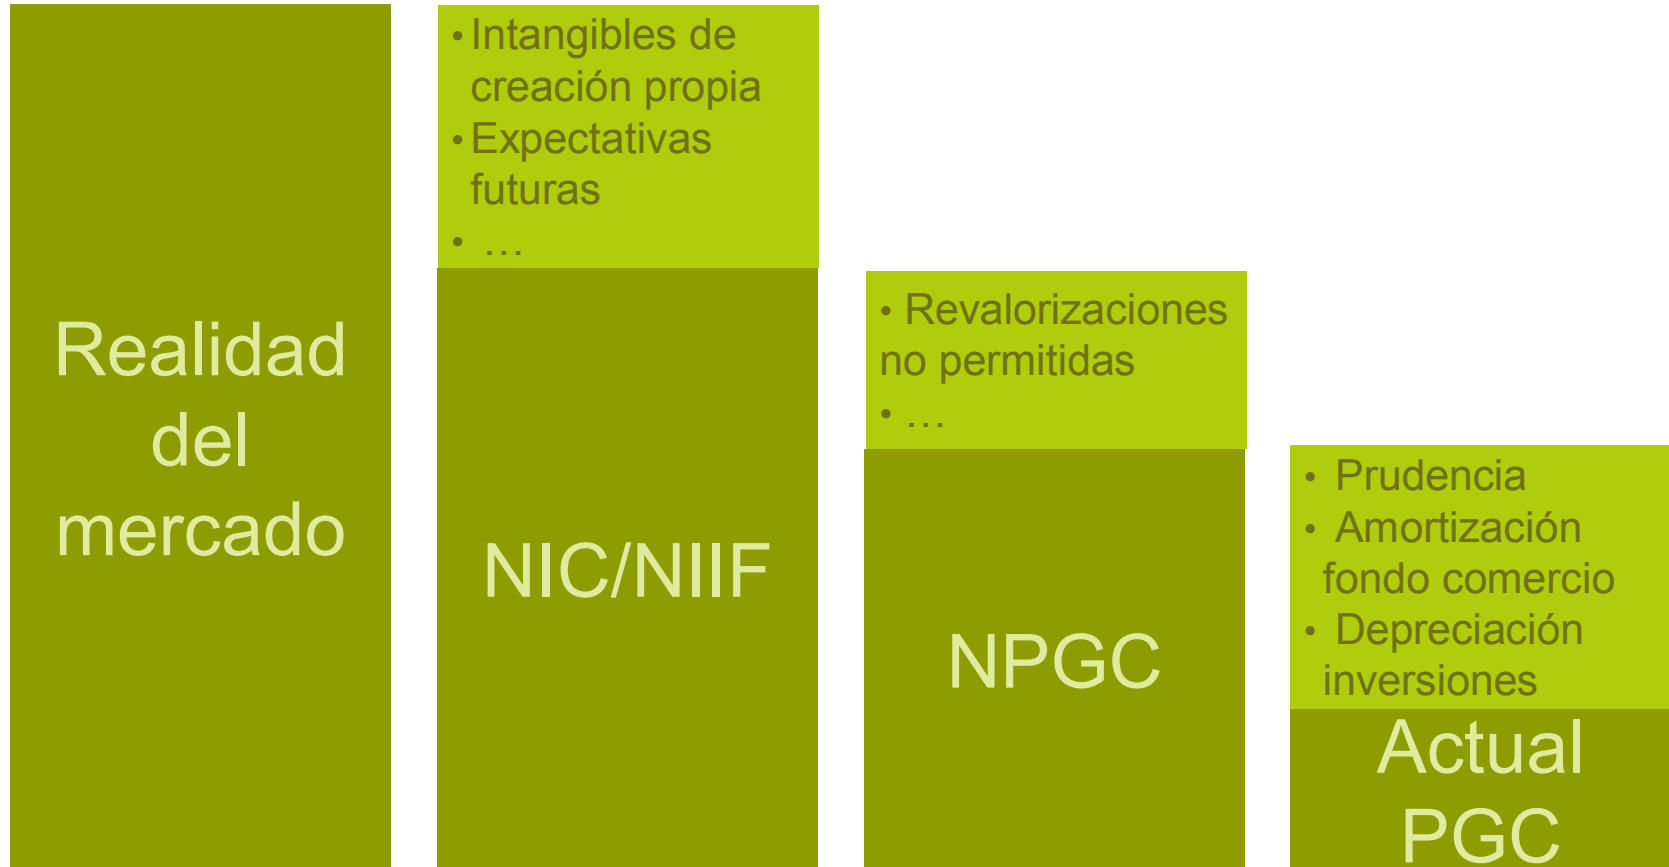 Realidad
del
mercado
• Intangibles de
creación propia
• Expectativas
futuras
• …
NIC/NIIF
• Revalorizaciones
no permitidas
• …
NPGC
• Prudencia
• Amortización
fondo comercio
• Depreciación
inversiones
Actual
PGC